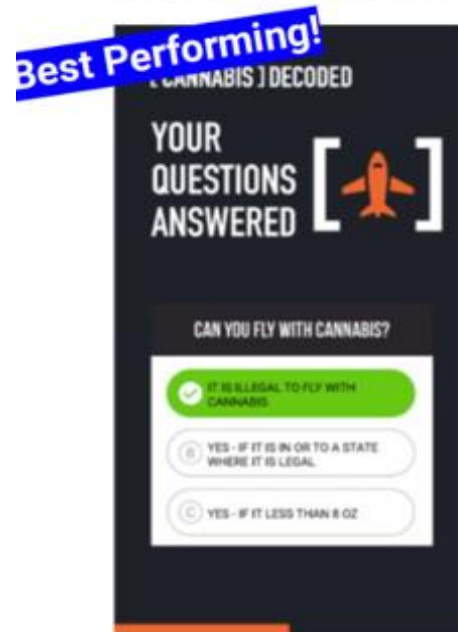 Best Performing!
[ CANNABIS ] DECODED
YOUR
QUESTIONS
ANSWERED
CAN YOU FLY WITH CANNABIS?
IT IS ILLEGAL TO FLY WITH
CANNABIS
B YES - IF IT IS IN OR TO A STATE
WHERE IT IS LEGAL
C YES - IF IT LESS THAN 8 OZ